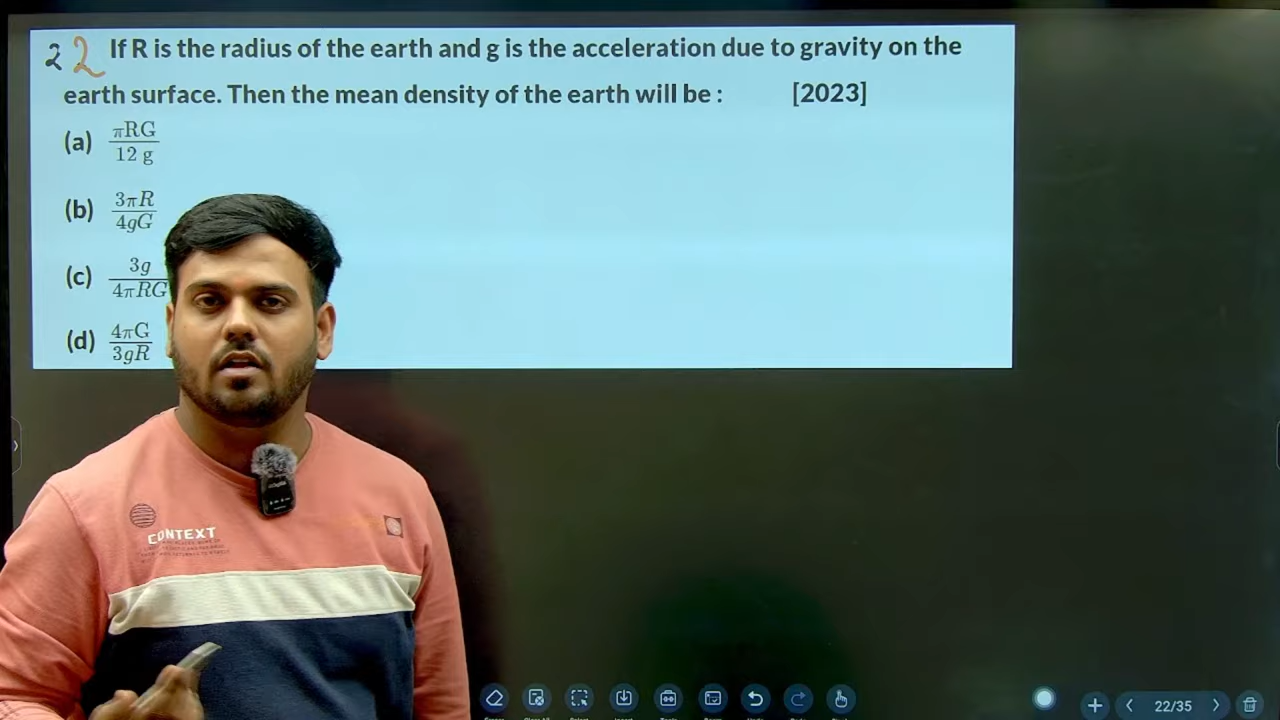 22 If R is the radius of the earth and g is the acceleration due to gravity on the
earth surface. Then the mean density of the earth will be : [2023]
(a) πRG / 12 g
(b) 3πR / 4gG
(c) 3g / 4πRG
(d) 4πG / 3gR
CONTEXT
22/35